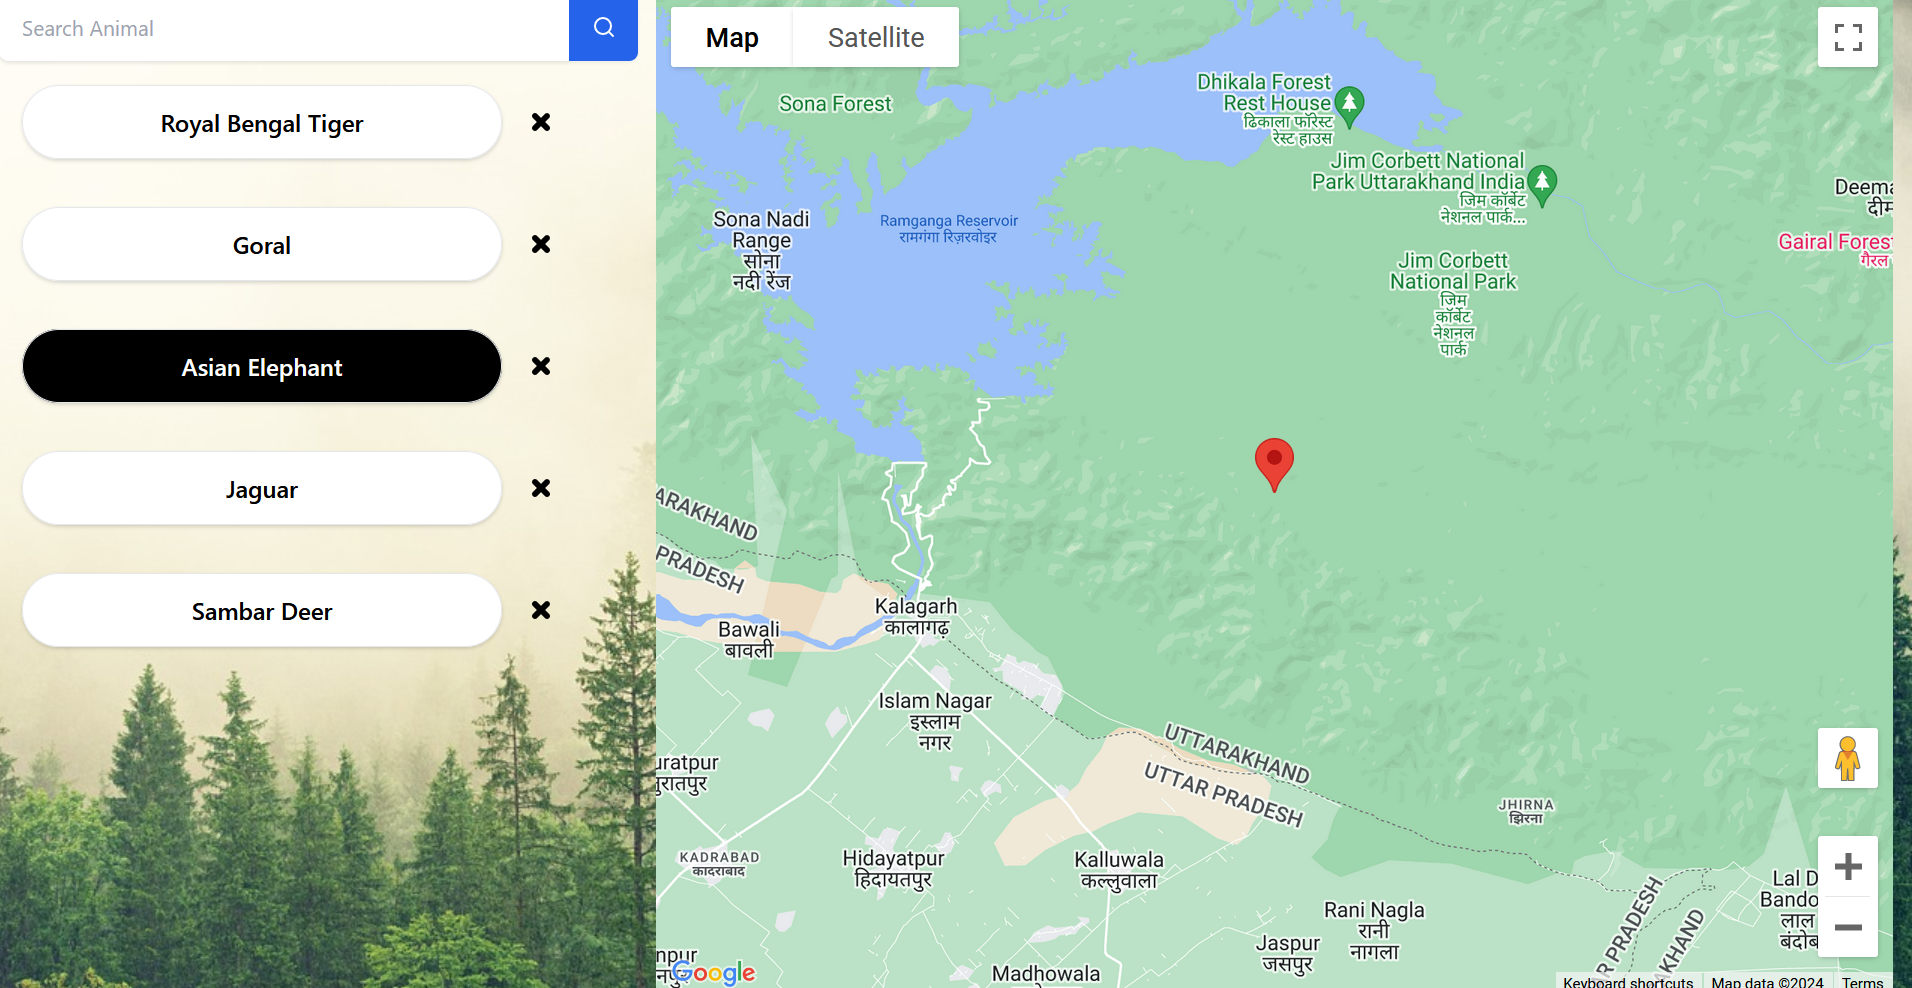 Search Animal
Royal Bengal Tiger
Goral
Asian Elephant
Jaguar
Sambar Deer
Map
Satellite
Sona Forest
Dhikala Forest
Rest House
ढिकाला फॉरेस्ट
रेस्ट हाउस
Jim Corbett National
Park Uttarakhand India
जिम कॉर्बेट
नेशनल पार्क...
Sona Nadi
Range
सोना
नदी रेंज
Ramganga Reservoir
रामगंगा रिज़रवोइर
Jim Corbett
National Park
जिम
कॉर्बेट
नेशनल
पार्क
Deema
दीम
Gairal Forest
गैरल
ARAKHAND
PRADESH
Kalagarh
कालागढ़
Bawali
बावली
Islam Nagar
इस्लाम
नगर
UTTARAKHAND
UTTAR PRADESH
uratpur
मुरातपुर
JHIRNA
झिरना
KADRABAD
कादराबाद
Hidayatpur
हिदायतपुर
Kalluwala
कल्लुवाला
Lal D
Bando
लाल
बंदोब
Rani Nagla
रानी
नागला
Jaspur
जसपुर
R PRADESH
AKHAND
npur
Madhowala
Google
Keyboard shortcuts
Map data ©2024
Terms